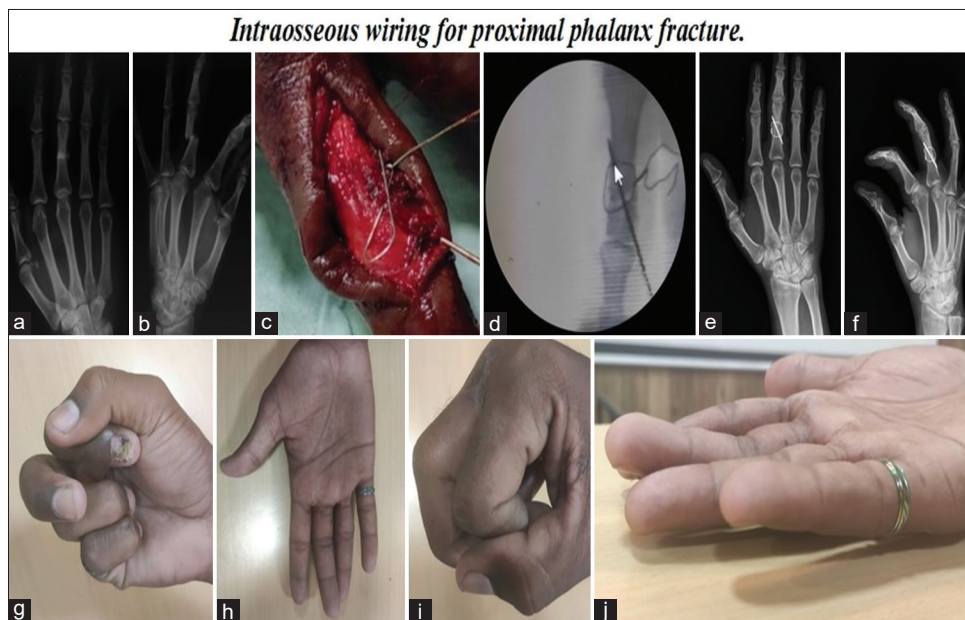 Intraosseous wiring for proximal phalanx fracture.
a
b
c
d
e
f
g
h
i
j